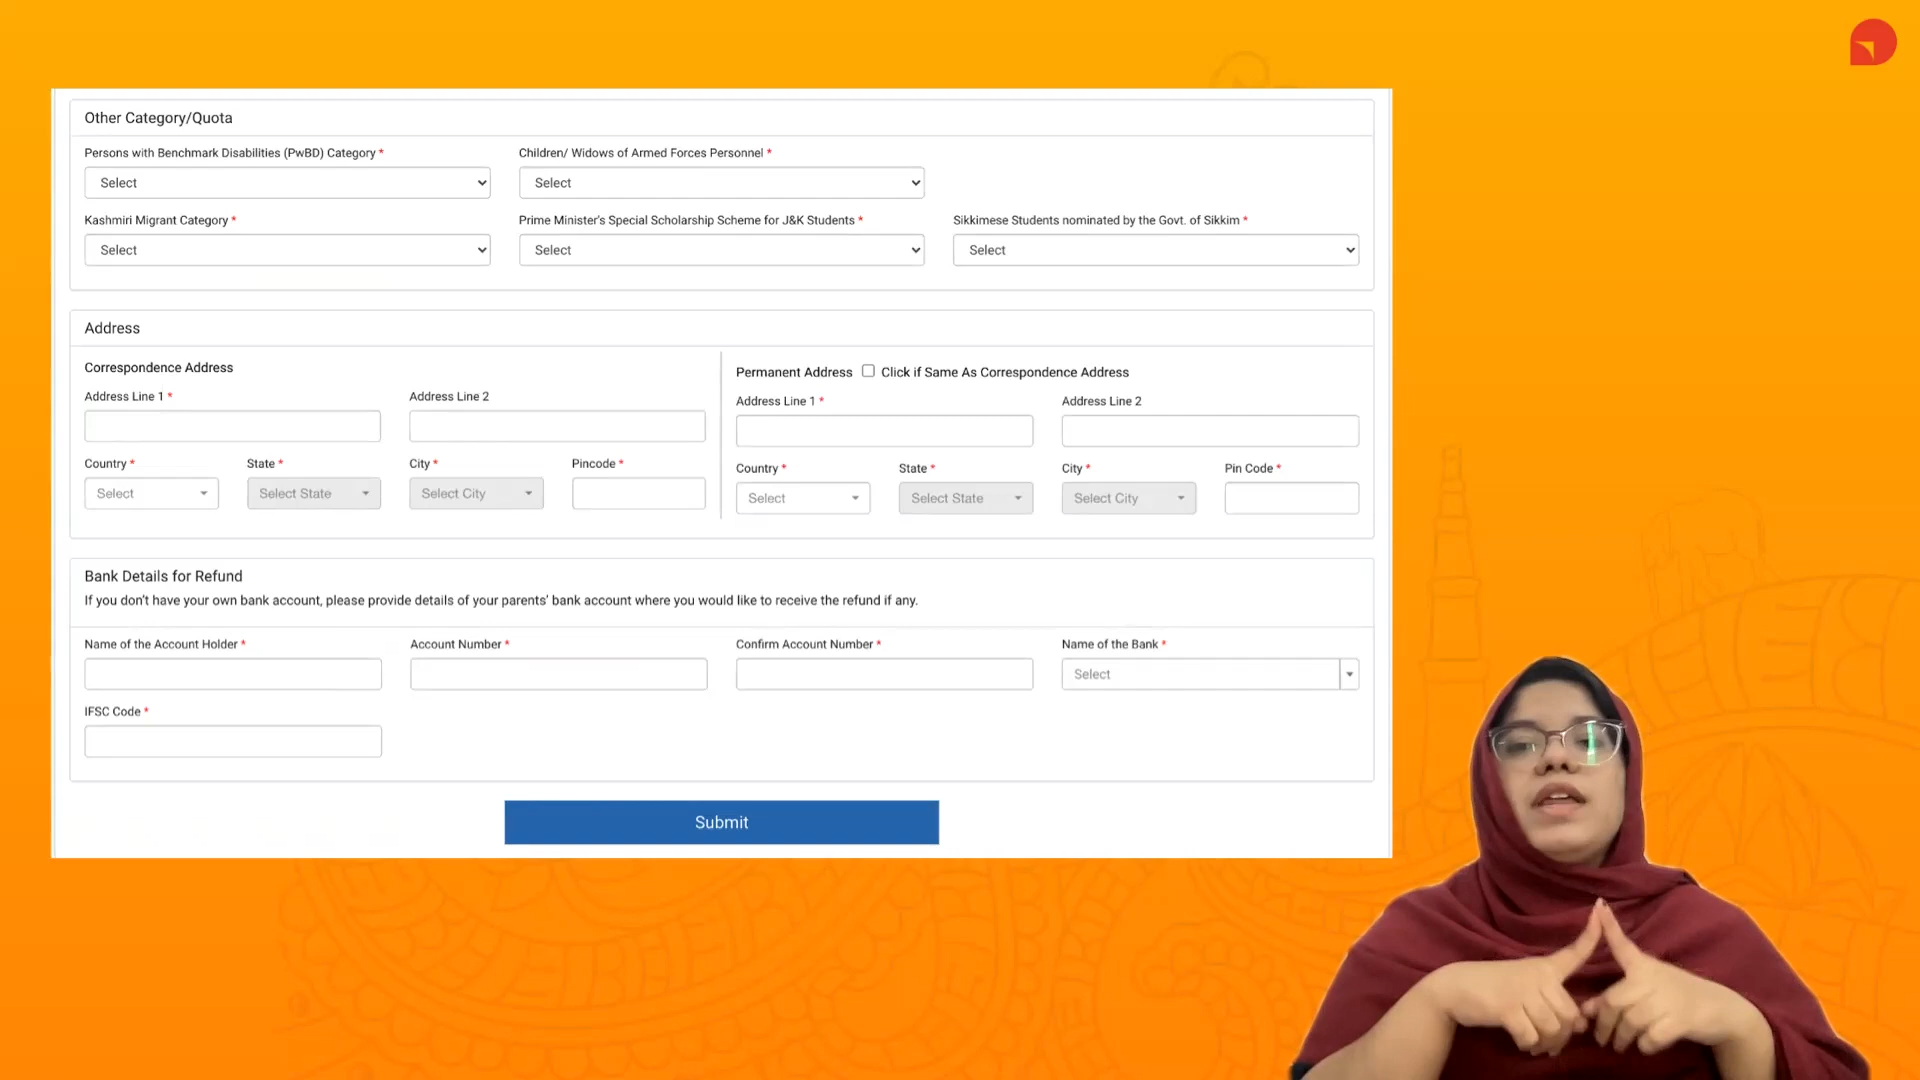 Other Category/Quota
Persons with Benchmark Disabilities (PwBD) Category *
Children/ Widows of Armed Forces Personnel *
Select
Select
Kashmiri Migrant Category *
Prime Minister's Special Scholarship Scheme for J&K Students *
Sikkimese Students nominated by the Govt. of Sikkim *
Select
Select
Select
Address
Correspondence Address
Address Line 1 *
Address Line 2
Country *
State *
City *
Pincode *
Select
Select State
Select City
Permanent Address
Click if Same As Correspondence Address
Address Line 1 *
Address Line 2
Country *
State *
City *
Pin Code *
Select
Select State
Select City
Bank Details for Refund
If you don't have your own bank account, please provide details of your parents' bank account where you would like to receive the refund if any.
Name of the Account Holder *
Account Number *
Confirm Account Number *
Name of the Bank *
Select
IFSC Code *
Submit